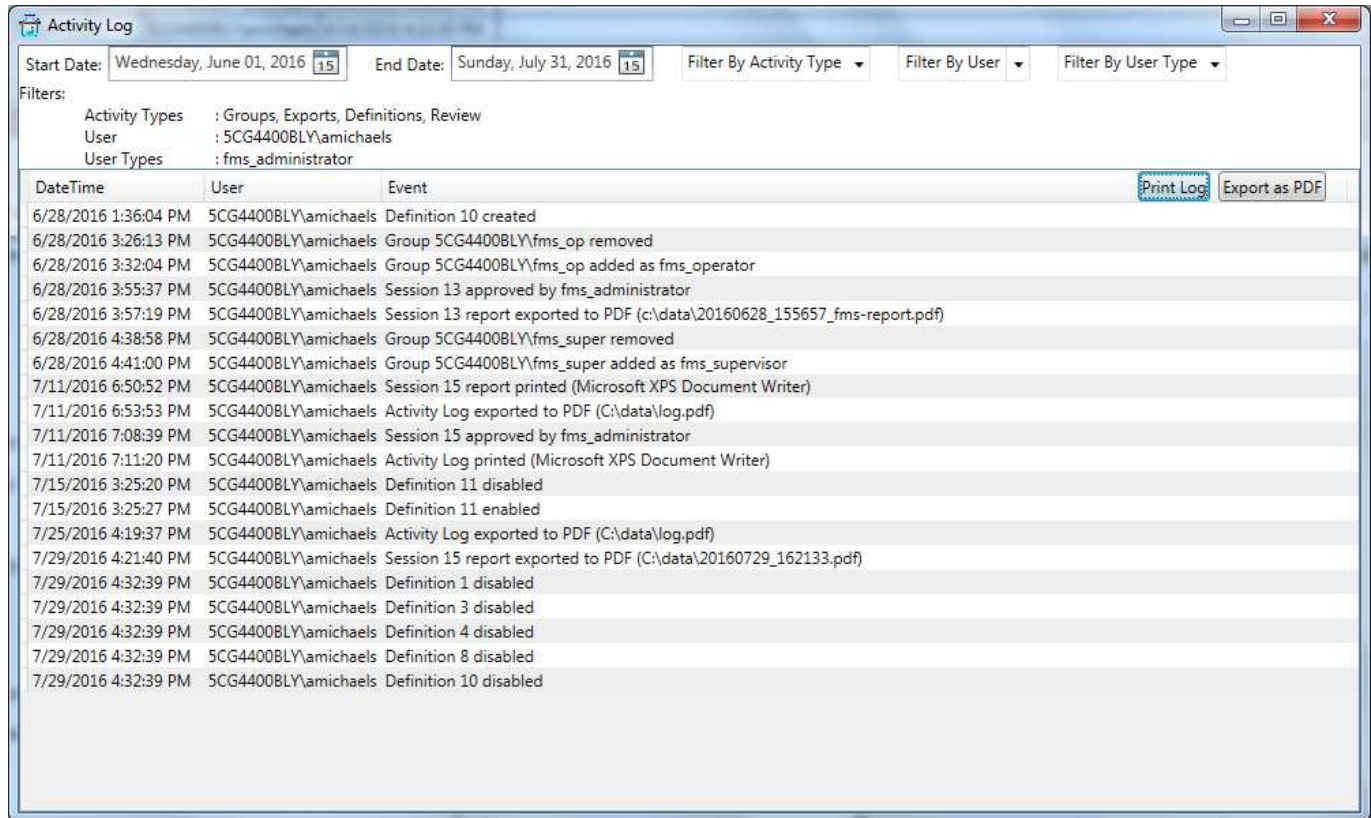 Activity Log
Start Date: Wednesday, June 01, 2016 15 End Date: Sunday, July 31, 2016 15 Filter By Activity Type Filter By User Filter By User Type
Filters:
Activity Types : Groups, Exports, Definitions, Review
User : 5CG4400BLY\amichaels
User Types : fms_administrator
DateTime User Event Print Log Export as PDF
6/28/2016 1:36:04 PM 5CG4400BLY\amichaels Definition 10 created
6/28/2016 3:26:13 PM 5CG4400BLY\amichaels Group 5CG4400BLY\fms_op removed
6/28/2016 3:32:04 PM 5CG4400BLY\amichaels Group 5CG4400BLY\fms_op added as fms_operator
6/28/2016 3:55:37 PM 5CG4400BLY\amichaels Session 13 approved by fms_administrator
6/28/2016 3:57:19 PM 5CG4400BLY\amichaels Session 13 report exported to PDF (c:\data\20160628_155657_fms-report.pdf)
6/28/2016 4:38:58 PM 5CG4400BLY\amichaels Group 5CG4400BLY\fms_super removed
6/28/2016 4:41:00 PM 5CG4400BLY\amichaels Group 5CG4400BLY\fms_super added as fms_supervisor
7/11/2016 6:50:52 PM 5CG4400BLY\amichaels Session 15 report printed (Microsoft XPS Document Writer)
7/11/2016 6:53:53 PM 5CG4400BLY\amichaels Activity Log exported to PDF (C:\data\log.pdf)
7/11/2016 7:08:39 PM 5CG4400BLY\amichaels Session 15 approved by fms_administrator
7/11/2016 7:11:20 PM 5CG4400BLY\amichaels Activity Log printed (Microsoft XPS Document Writer)
7/15/2016 3:25:20 PM 5CG4400BLY\amichaels Definition 11 disabled
7/15/2016 3:25:27 PM 5CG4400BLY\amichaels Definition 11 enabled
7/25/2016 4:19:37 PM 5CG4400BLY\amichaels Activity Log exported to PDF (C:\data\log.pdf)
7/29/2016 4:21:40 PM 5CG4400BLY\amichaels Session 15 report exported to PDF (C:\data\20160729_162133.pdf)
7/29/2016 4:32:39 PM 5CG4400BLY\amichaels Definition 1 disabled
7/29/2016 4:32:39 PM 5CG4400BLY\amichaels Definition 3 disabled
7/29/2016 4:32:39 PM 5CG4400BLY\amichaels Definition 4 disabled
7/29/2016 4:32:39 PM 5CG4400BLY\amichaels Definition 8 disabled
7/29/2016 4:32:39 PM 5CG4400BLY\amichaels Definition 10 disabled